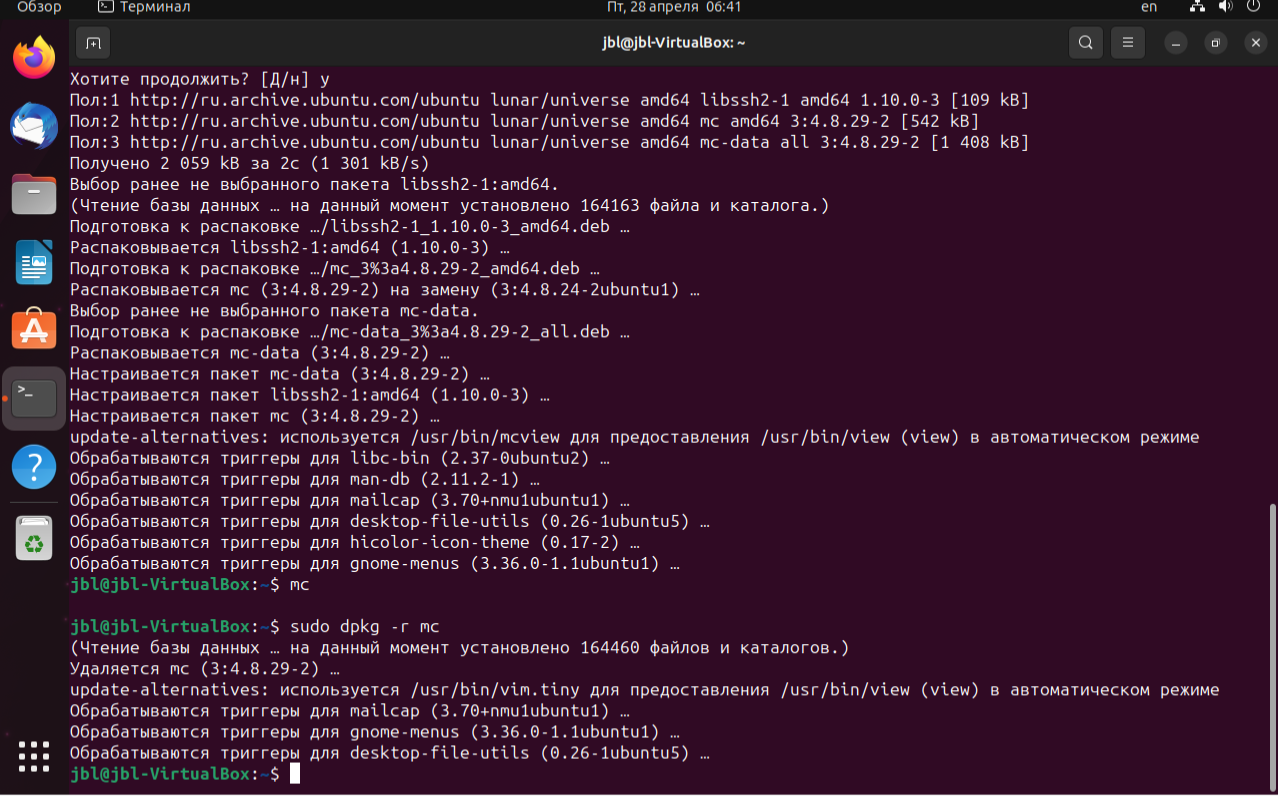 Обзор Терминал Пт, 28 апреля 06:41 en
jbl@jbl-VirtualBox: ~
Хотите продолжить? [Д/н] y
Пол:1 http://ru.archive.ubuntu.com/ubuntu lunar/universe amd64 libssh2-1 amd64 1.10.0-3 [109 kB]
Пол:2 http://ru.archive.ubuntu.com/ubuntu lunar/universe amd64 mc amd64 3:4.8.29-2 [542 kB]
Пол:3 http://ru.archive.ubuntu.com/ubuntu lunar/universe amd64 mc-data all 3:4.8.29-2 [1 408 kB]
Получено 2 059 kB за 2с (1 301 kB/s)
Выбор ранее не выбранного пакета libssh2-1:amd64.
(Чтение базы данных … на данный момент установлено 164163 файла и каталога.)
Подготовка к распаковке …/libssh2-1_1.10.0-3_amd64.deb …
Распаковывается libssh2-1:amd64 (1.10.0-3) …
Подготовка к распаковке …/mc_3%3a4.8.29-2_amd64.deb …
Распаковывается mc (3:4.8.29-2) на замену (3:4.8.24-2ubuntu1) …
Выбор ранее не выбранного пакета mc-data.
Подготовка к распаковке …/mc-data_3%3a4.8.29-2_all.deb …
Распаковывается mc-data (3:4.8.29-2) …
Настраивается пакет mc-data (3:4.8.29-2) …
Настраивается пакет libssh2-1:amd64 (1.10.0-3) …
Настраивается пакет mc (3:4.8.29-2) …
update-alternatives: используется /usr/bin/mcview для предоставления /usr/bin/view (view) в автоматическом режиме
Обрабатываются триггеры для libc-bin (2.37-0ubuntu2) …
Обрабатываются триггеры для man-db (2.11.2-1) …
Обрабатываются триггеры для mailcap (3.70+nmu1ubuntu1) …
Обрабатываются триггеры для desktop-file-utils (0.26-1ubuntu5) …
Обрабатываются триггеры для hicolor-icon-theme (0.17-2) …
Обрабатываются триггеры для gnome-menus (3.36.0-1.1ubuntu1) …
jbl@jbl-VirtualBox:~$ mc
jbl@jbl-VirtualBox:~$ sudo dpkg -r mc
(Чтение базы данных … на данный момент установлено 164460 файлов и каталогов.)
Удаляется mc (3:4.8.29-2) …
update-alternatives: используется /usr/bin/vim.tiny для предоставления /usr/bin/view (view) в автоматическом режиме
Обрабатываются триггеры для mailcap (3.70+nmu1ubuntu1) …
Обрабатываются триггеры для gnome-menus (3.36.0-1.1ubuntu1) …
Обрабатываются триггеры для desktop-file-utils (0.26-1ubuntu5) …
jbl@jbl-VirtualBox:~$